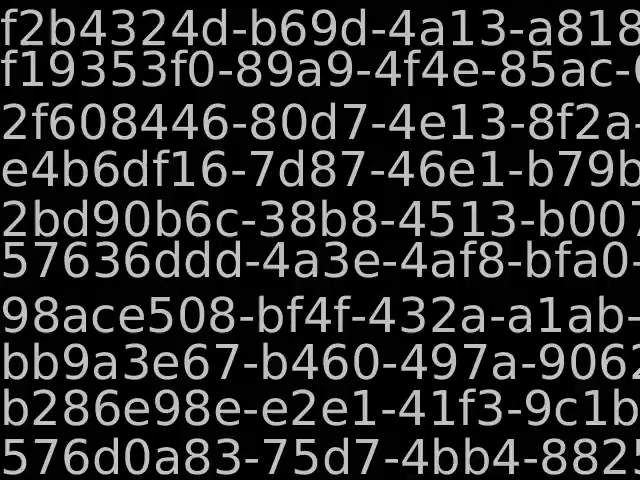 f2b4324d-b69d-4a13-a818
f19353f0-89a9-4f4e-85ac-
2f608446-80d7-4e13-8f2a-
e4b6df16-7d87-46e1-b79b
2bd90b6c-38b8-4513-b007
57636ddd-4a3e-4af8-bfa0-
98ace508-bf4f-432a-a1ab-
bb9a3e67-b460-497a-9062
b286e98e-e2e1-41f3-9c1b
576d0a83-75d7-4bb4-8825